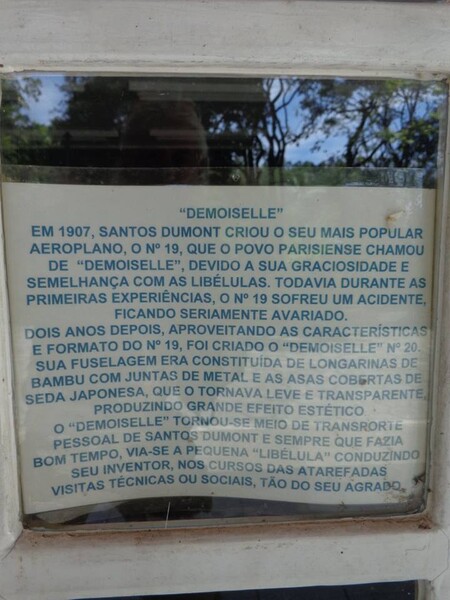 “DEMOISELLE”
EM 1907, SANTOS DUMONT CRIOU O SEU MAIS POPULAR
AEROPLANO, O Nº 19, QUE O POVO PARISIENSE CHAMOU
DE “DEMOISELLE”, DEVIDO A SUA GRACIOSIDADE E
SEMELHANÇA COM AS LIBÉLULAS. TODAVIA DURANTE AS
PRIMEIRAS EXPERIÊNCIAS, O Nº 19 SOFREU UM ACIDENTE,
FICANDO SERIAMENTE AVARIADO.
DOIS ANOS DEPOIS, APROVEITANDO AS CARACTERÍSTICAS
E FORMATO DO Nº 19, FOI CRIADO O “DEMOISELLE” Nº 20.
SUA FUSELAGEM ERA CONSTITUÍDA DE LONGARINAS DE
BAMBU COM JUNTAS DE METAL E AS ASAS COBERTAS DE
SEDA JAPONESA, QUE O TORNAVA LEVE E TRANSPARENTE,
PRODUZINDO GRANDE EFEITO ESTÉTICO
O “DEMOISELLE” TORNOU-SE MEIO DE TRANSRORTE
PESSOAL DE SANTOS DUMONT E SEMPRE QUE FAZIA
BOM TEMPO, VIA-SE A PEQUENA “LIBÉLULA” CONDUZINDO
SEU INVENTOR, NOS CURSOS DAS ATAREFADAS
VISITAS TÉCNICAS OU SOCIAIS, TÃO DO SEU AGRADO.